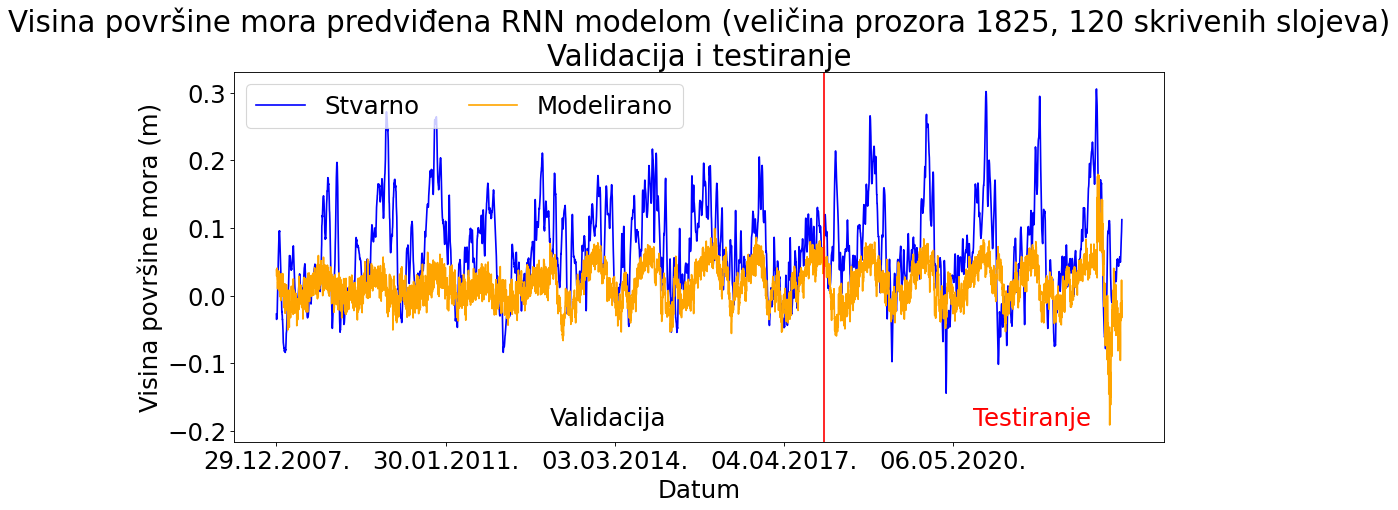 Visina površine mora predviđena RNN modelom (veličina prozora 1825, 120 skrivenih slojeva)
Validacija i testiranje
Stvarno
Modelirano
Visina površine mora (m)
0.3
0.2
0.1
0.0
−0.1
−0.2
Validacija
Testiranje
29.12.2007.
30.01.2011.
03.03.2014.
04.04.2017.
06.05.2020.
Datum